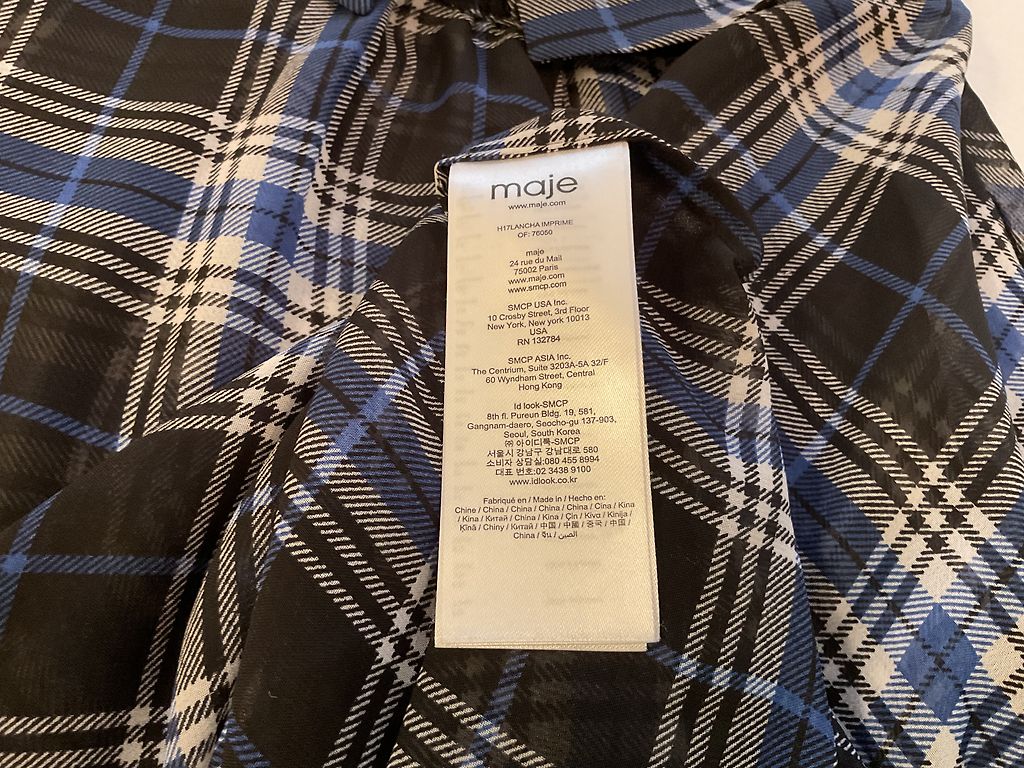 maje
www.maje.com
H17LANCHA IMPRIME
OF: 76050
maje
24 rue du Mail
75002 Paris
www.maje.com
www.smcp.com
SMCP USA Inc.
10 Crosby Street, 3rd Floor
New York, New york 10013
USA
RN 132784
SMCP ASIA Inc.
The Centrium, Suite 3203A-5A 32/F
60 Wyndham Street, Central
Hong Kong
Id look-SMCP
8th fl. Pureun Bldg. 19, 581,
Gangnam-daero, Seocho-gu 137-903,
Seoul, South Korea
㈜ 아이디룩-SMCP
서울시 강남구 강남대로 580
소비자 상담실:080 455 8994
대표 번호:02 3438 9100
www.idlook.co.kr
Fabriqué en / Made in / Hecho en:
Chine / China / China / China / China / Cina / Kina
/ Kina / Китай / China / Kina / Çin / Κίνα / Kinija /
Ķīnā / Chiny / Китай / 中国 / 中國 / 중국 / 中国 /
China / จีน / الصين